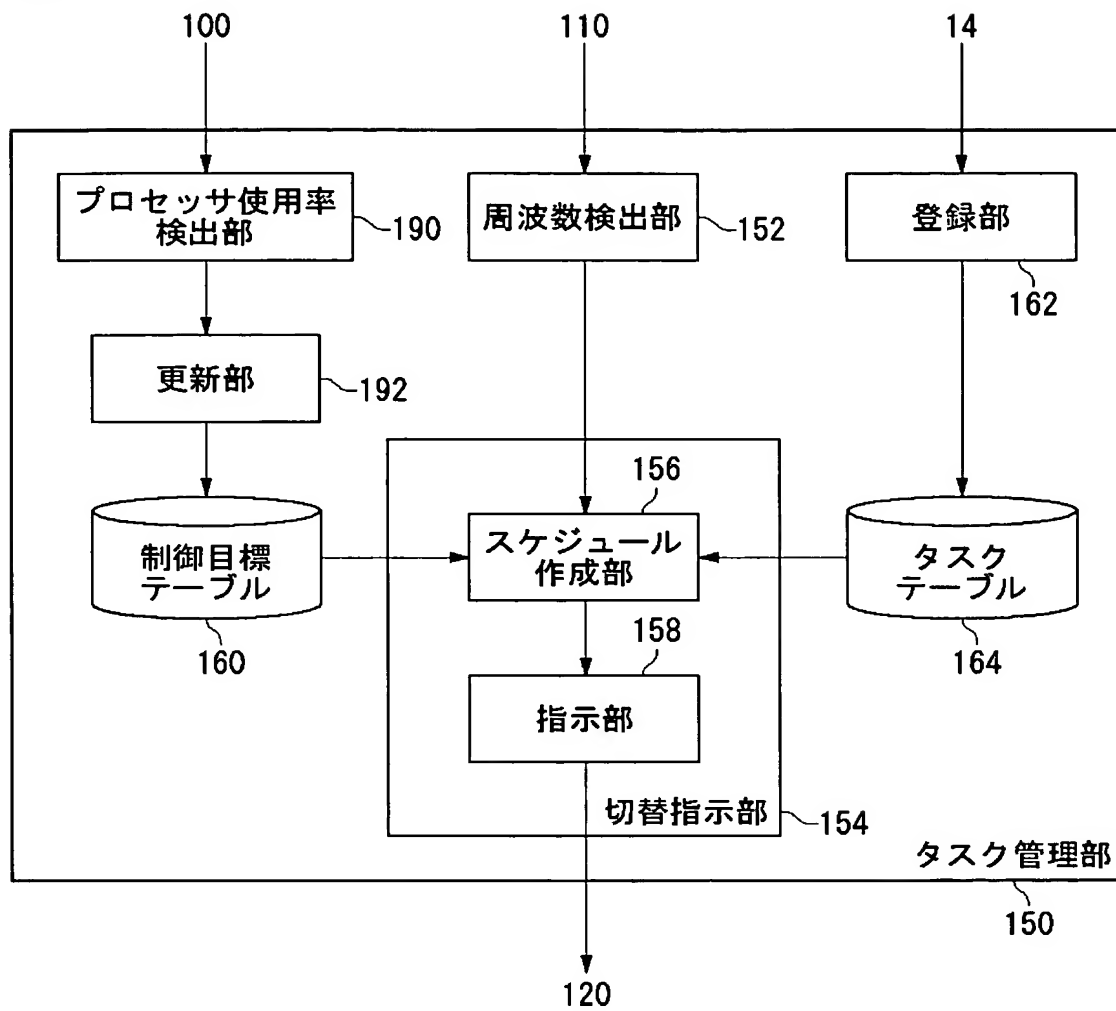 100
110
14
プロセッサ使用率
検出部
190
周波数検出部
152
登録部
162
更新部
192
156
制御目標
テーブル
160
スケジュール
作成部
タスク
テーブル
164
158
指示部
切替指示部
154
タスク管理部
150
120